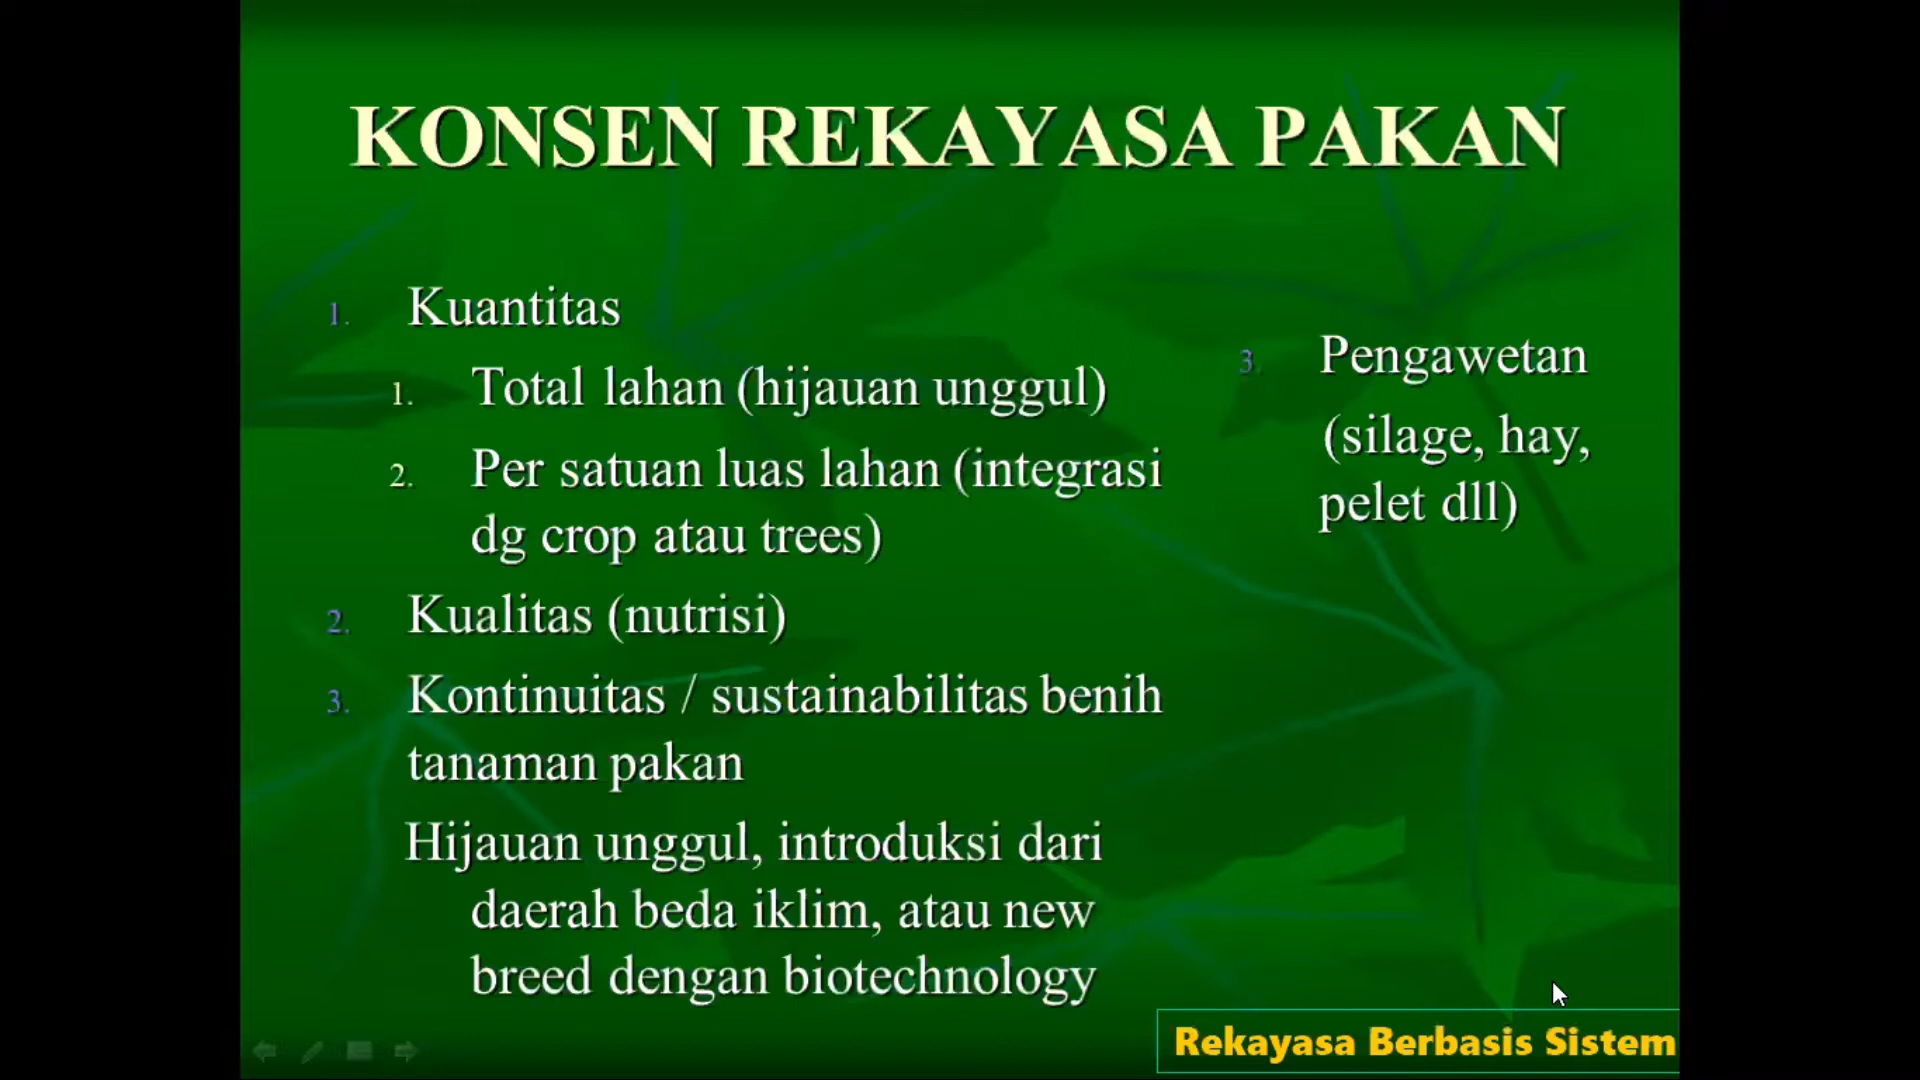 KONSEN REKAYASA PAKAN
1. Kuantitas
1. Total lahan (hijauan unggul)
2. Per satuan luas lahan (integrasi
dg crop atau trees)
2. Kualitas (nutrisi)
3. Kontinuitas / sustainabilitas benih
tanaman pakan
Hijauan unggul, introduksi dari
daerah beda iklim, atau new
breed dengan biotechnology
3. Pengawetan
(silage, hay,
pelet dll)
Rekayasa Berbasis Sistem